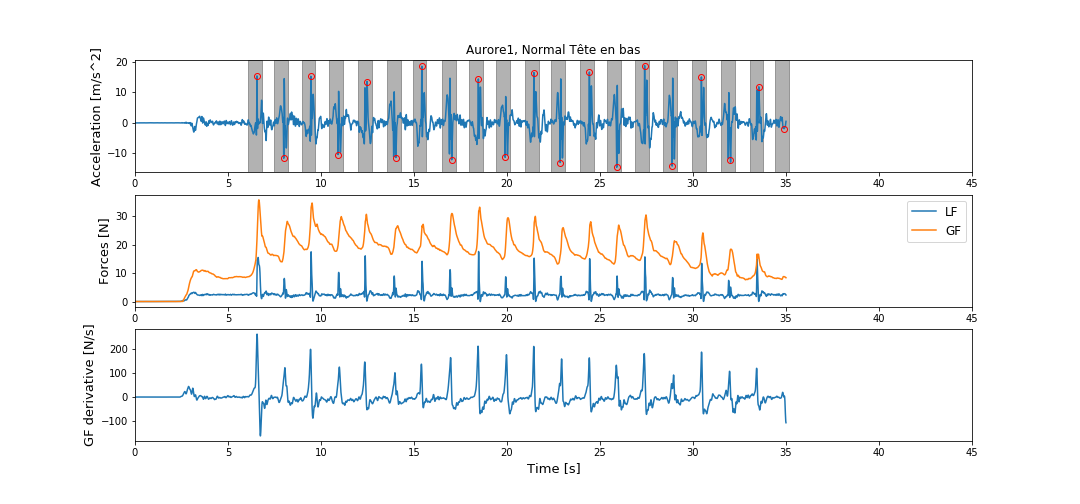 Aurore1, Normal Tête en bas
Acceleration [m/s^2]
20
10
0
−10
0 5 10 15 20 25 30 35 40 45
Forces [N]
30
20
10
0
LF
GF
0 5 10 15 20 25 30 35 40 45
GF derivative [N/s]
200
100
0
−100
0 5 10 15 20 25 30 35 40 45
Time [s]